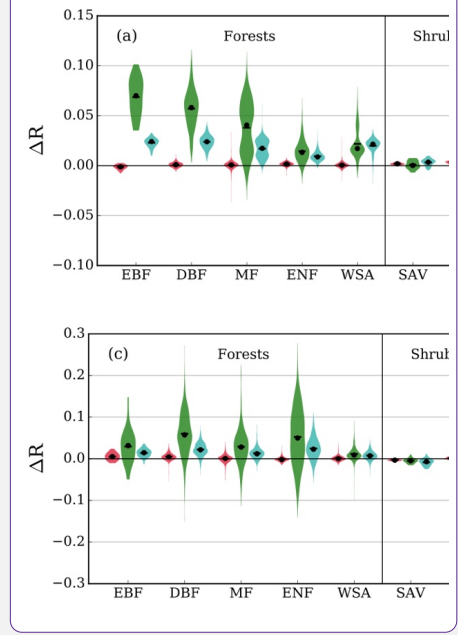 0.15
(a)
Forests
Shrul
0.10
0.05
ΔR
0.00
−0.05
−0.10
EBF DBF MF ENF WSA SAV
0.3
(c)
Forests
Shrub
0.2
0.1
ΔR
0.0
−0.1
−0.2
−0.3
EBF DBF MF ENF WSA SAV